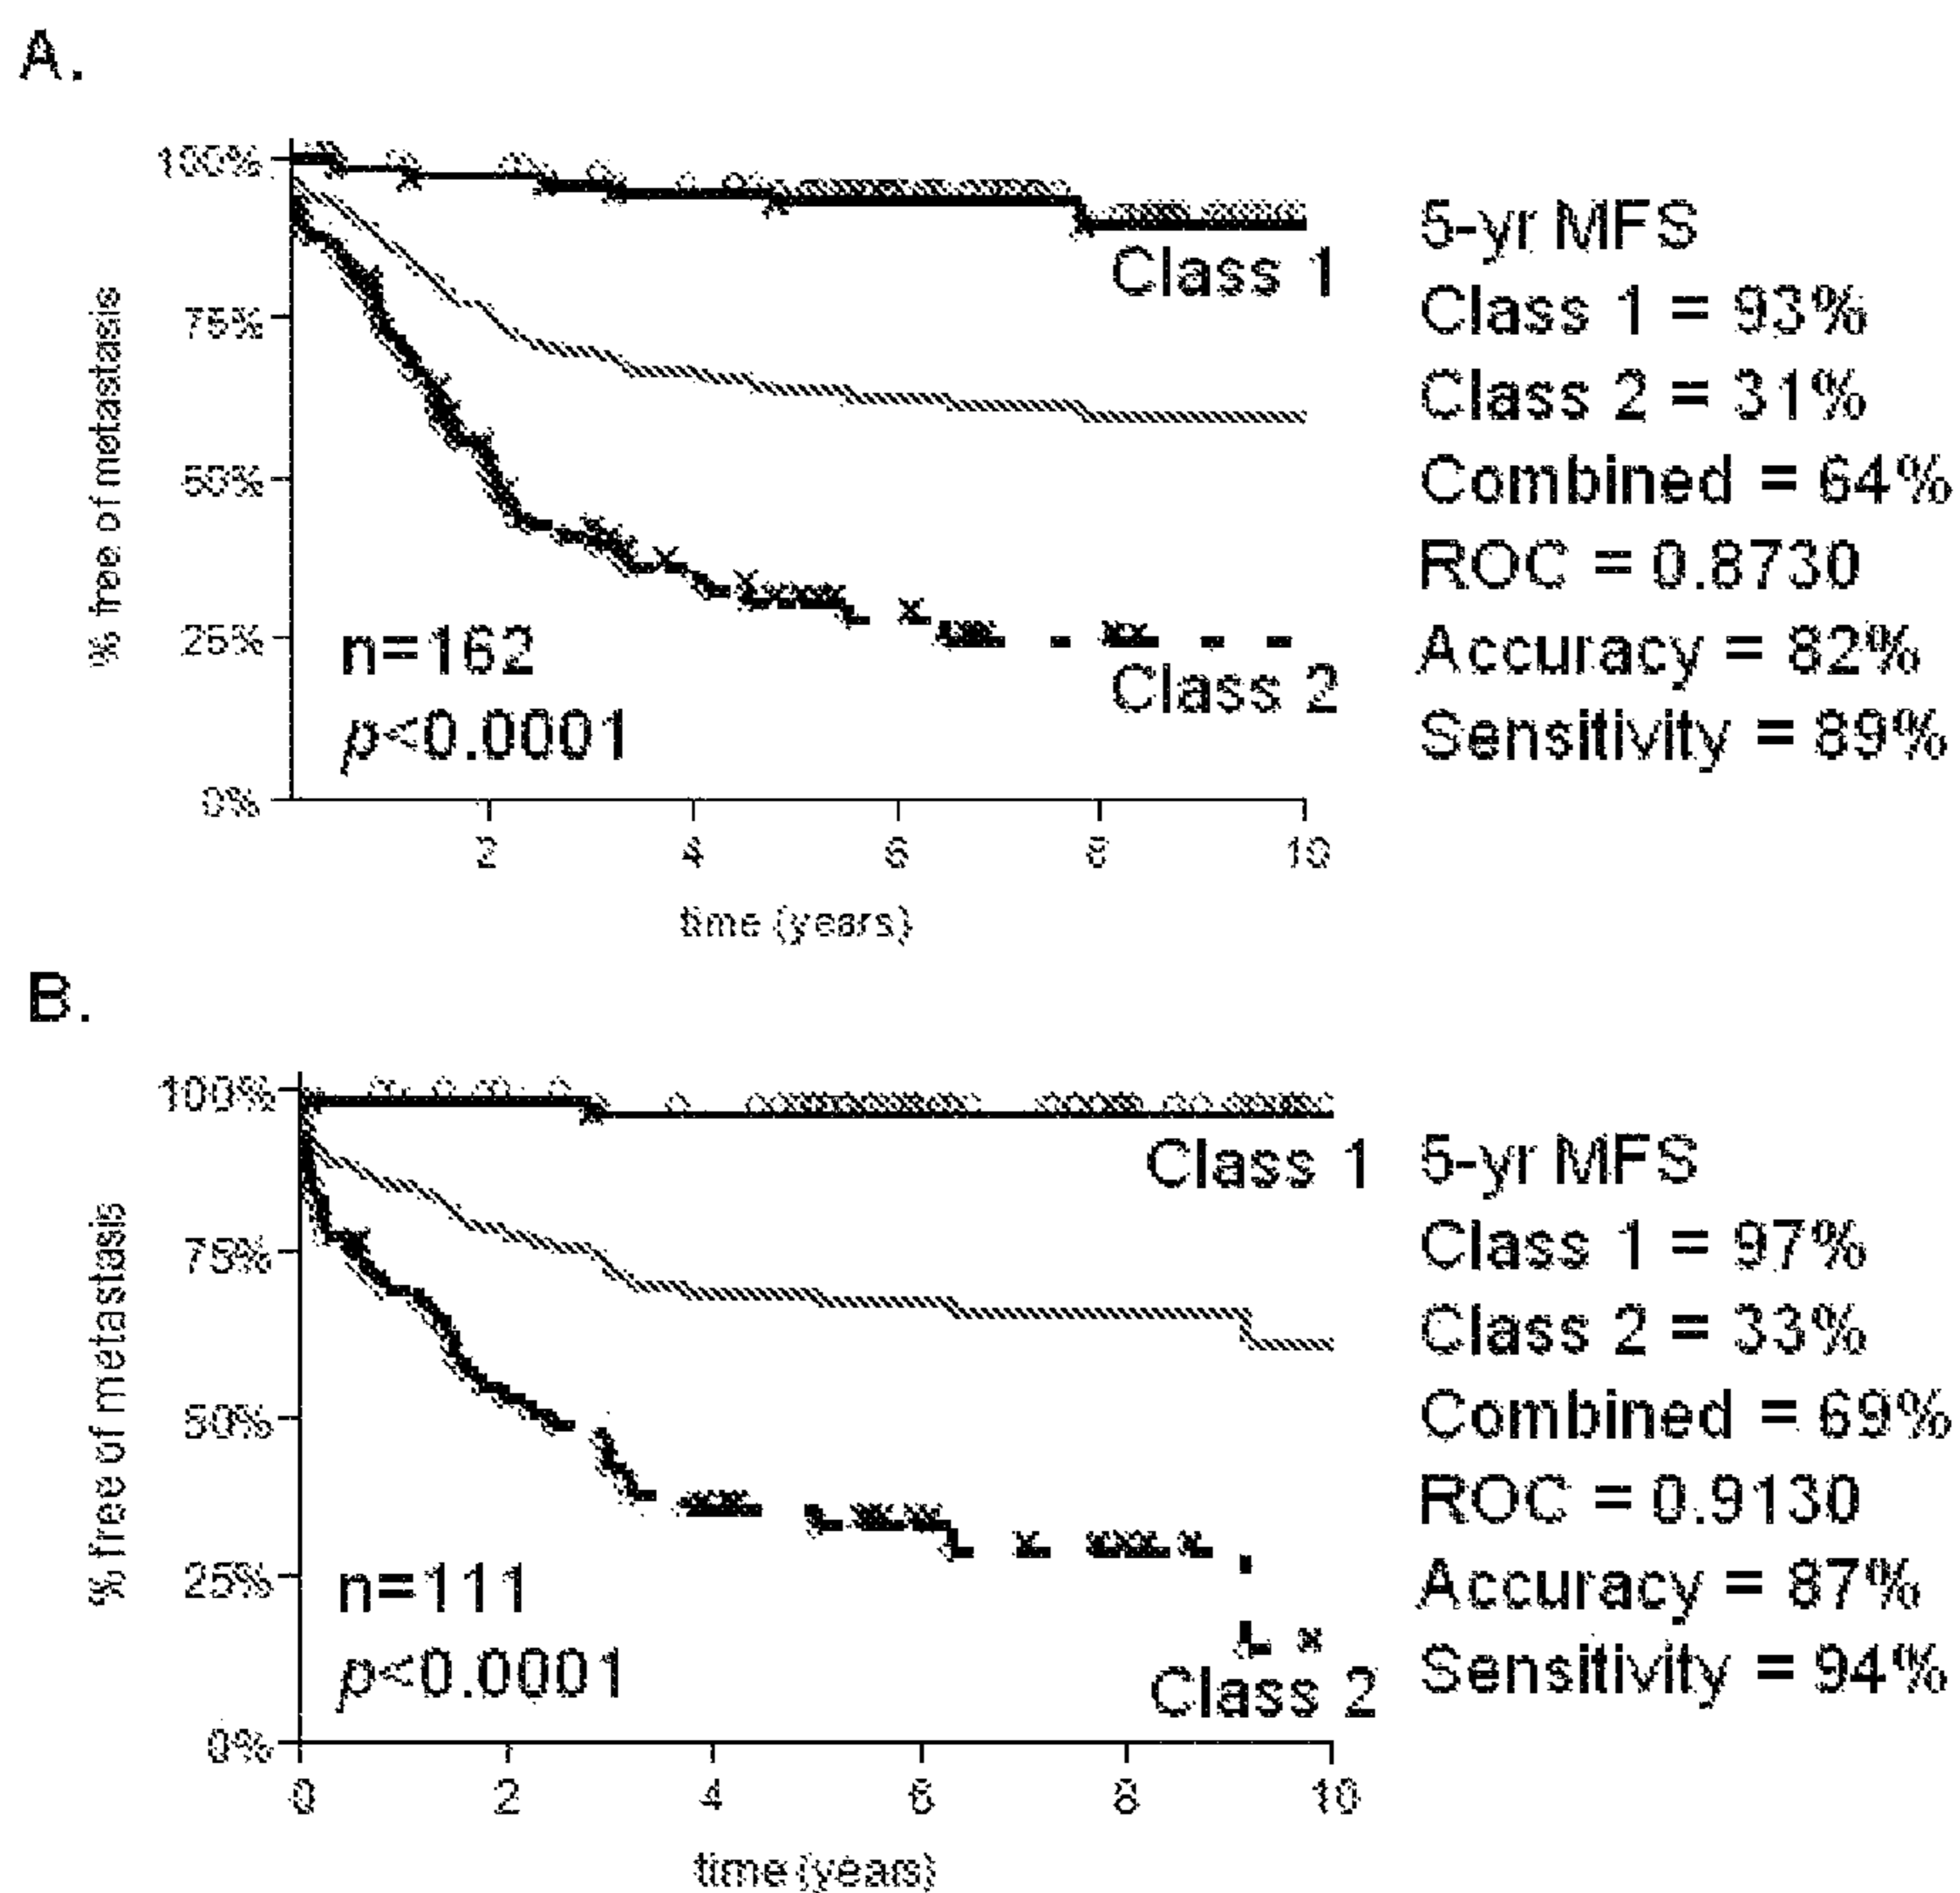 A.
100%
75%
50%
25%
0%
% free of metastasis
n=162
p<0.0001
Class 1
Class 2
2
4
6
8
10
time (years)
5-yr MFS
Class 1 = 93%
Class 2 = 31%
Combined = 64%
ROC = 0.8730
Accuracy = 82%
Sensitivity = 89%
B.
100%
75%
50%
25%
0%
% free of metastasis
n=111
p<0.0001
Class 1
Class 2
0
2
4
6
8
10
time (years)
5-yr MFS
Class 1 = 97%
Class 2 = 33%
Combined = 69%
ROC = 0.9130
Accuracy = 87%
Sensitivity = 94%